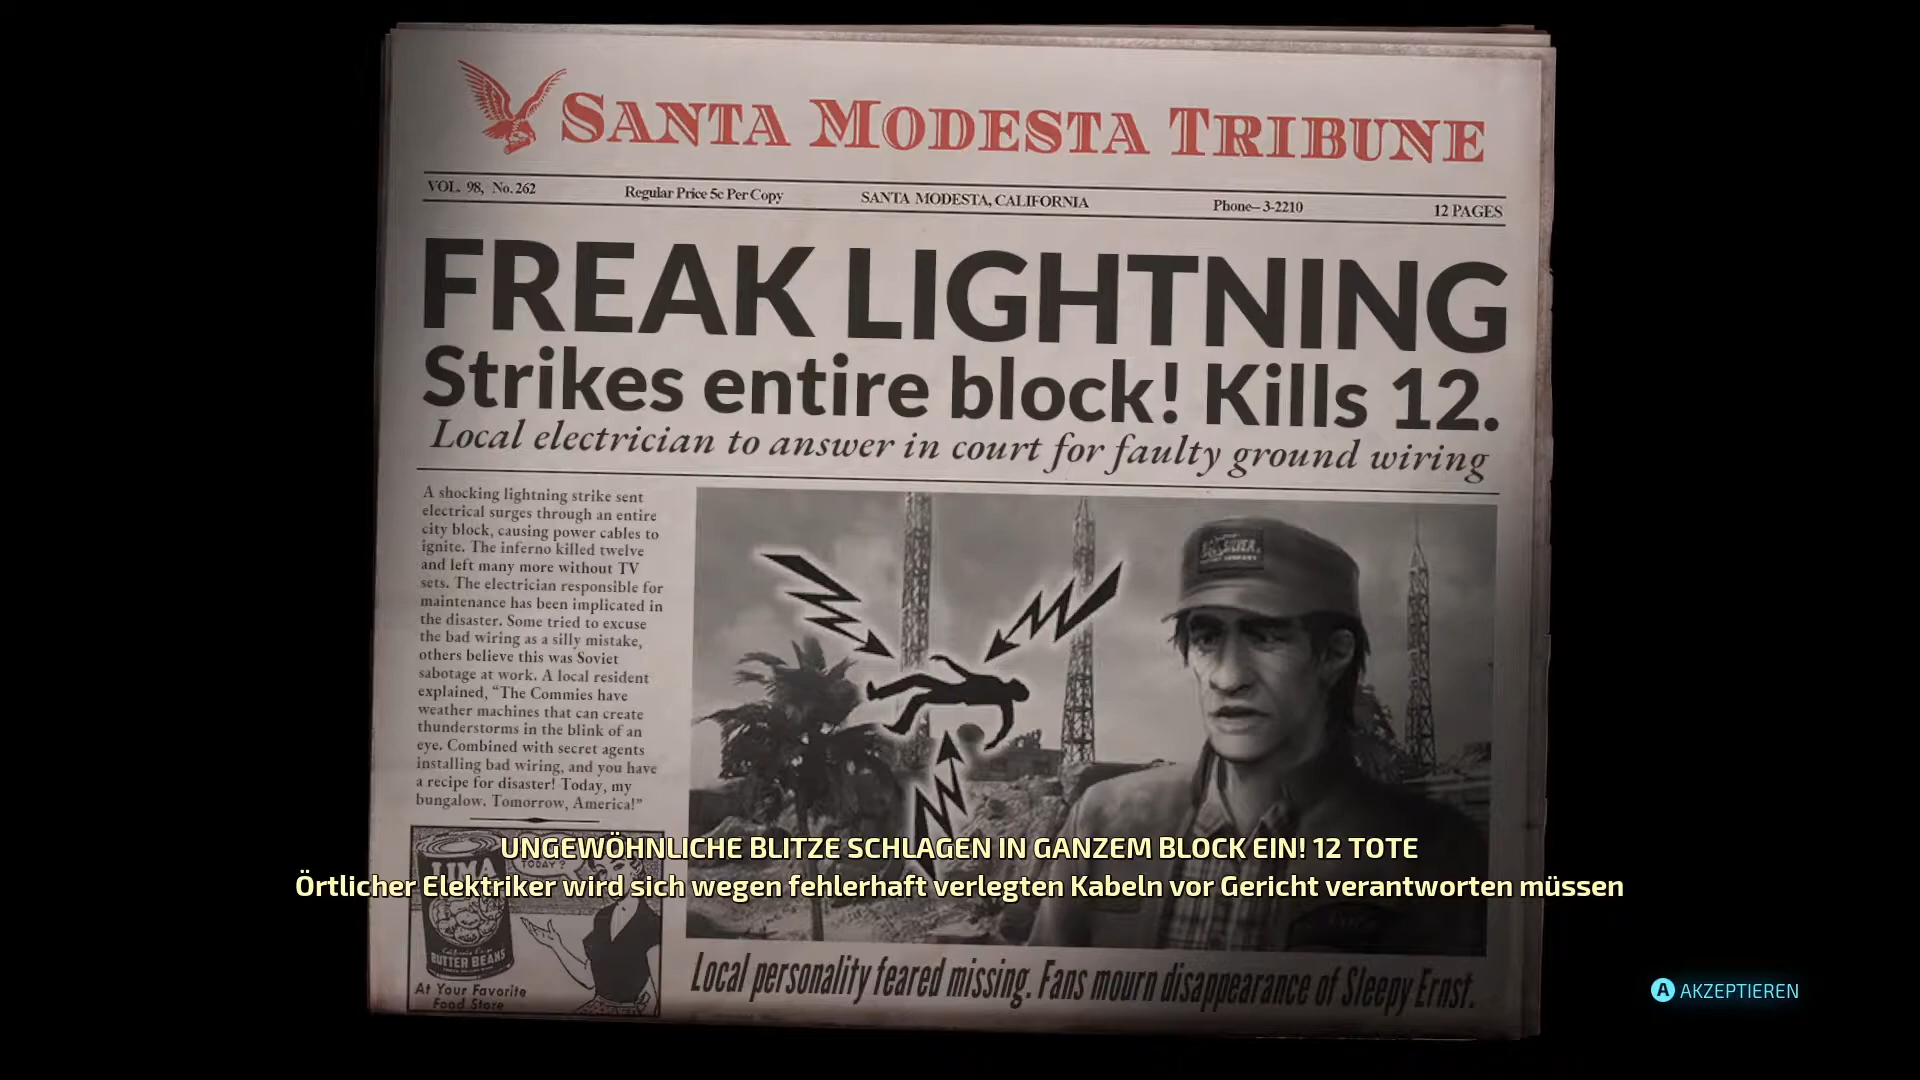 SANTA MODESTA TRIBUNE
VOL. 98, No. 262 Regular Price 5c Per Copy SANTA MODESTA, CALIFORNIA Phone–3-2210 12 PAGES
FREAK LIGHTNING
Strikes entire block! Kills 12.
Local electrician to answer in court for faulty ground wiring
A shocking lightning strike sent
electrical surges through an entire
city block, causing power cables to
ignite. The inferno killed twelve
and left many more without TV
sets. The electrician responsible for
maintenance has been implicated in
the disaster. Some tried to excuse
the bad wiring as a silly mistake,
others believe this was Soviet
sabotage at work. A local resident
explained, “The Commies have
weather machines that can create
thunderstorms in the blink of an
eye. Combined with secret agents
installing bad wiring, and you have
a recipe for disaster! Today, my
bungalow. Tomorrow, America!”
LIMA
TODAY?
BUTTER BEANS
At Your Favorite
Food Store
UNGEWÖHNLICHE BLITZE SCHLAGEN IN GANZEM BLOCK EIN! 12 TOTE
Örtlicher Elektriker wird sich wegen fehlerhaft verlegten Kabeln vor Gericht verantworten müssen
Local personality feared missing. Fans mourn disappearance of Sleepy Ernst.
A AKZEPTIEREN